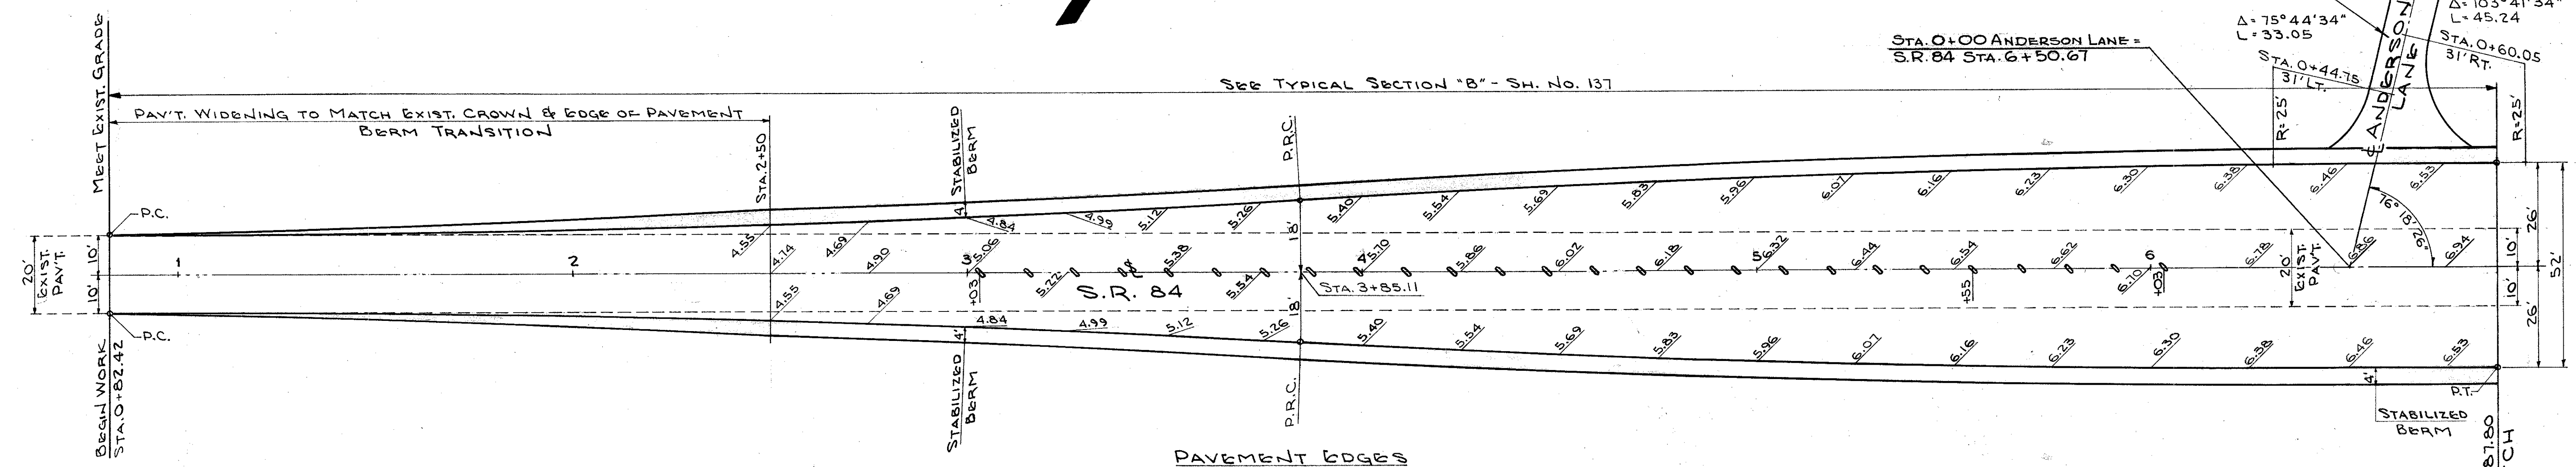 Δ= 103°41'34"
L= 45.24
Δ= 75°44'34"
L= 33.05
STA. 0+60.05
31' RT.
STA. 0+44.75
31' LT.
℄ ANDERSON
LANE
R=25'
R=25'
STA. 0+00 ANDERSON LANE =
S.R. 84 STA. 6+50.67
SEE TYPICAL SECTION "B" - SH. NO. 137
MEET EXIST. GRADE
PAV'T. WIDENING TO MATCH EXIST. CROWN & EDGE OF PAVEMENT
BERM TRANSITION
STA. 2+50
STABILIZED
BERM
4'
P.R.C.
P.C.
4.55
4.69
4.84
4.99
5.12
5.26
5.40
5.54
5.69
5.83
5.96
6.07
6.16
6.23
6.30
6.38
6.46
6.53
76°18'26"
20'
EXIST.
PAV'T.
10'
10'
1
2
3
4
5
6
4.74
4.90
5.06
5.22
5.38
5.54
5.70
5.86
6.02
6.18
6.32
6.44
6.54
6.62
6.70
6.78
6.86
6.94
+03
+55
+03
℄
S.R. 84
18'
18'
STA. 3+85.11
20'
EXIST
PAV'T
10'
10'
26'
26'
52'
4.55
4.69
4.84
4.99
5.12
5.26
5.40
5.54
5.69
5.83
5.96
6.07
6.16
6.23
6.30
6.38
6.46
6.53
P.C.
BEGIN WORK
STA. 0+82.42
4'
STABILIZED
BERM
P.R.C.
4'
STABILIZED
BERM
P.T.
87.80
CH
PAVEMENT EDGES